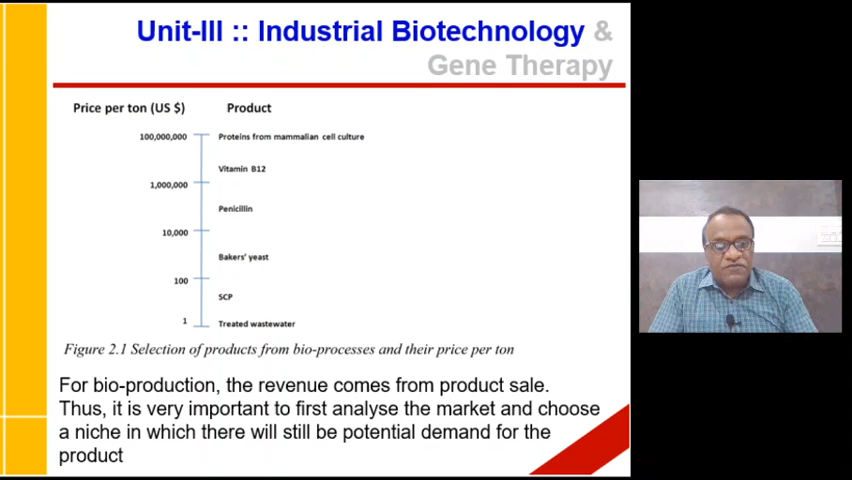 Unit-III :: Industrial Biotechnology &
Gene Therapy
Price per ton (US $) Product
100,000,000 Proteins from mammalian cell culture
Vitamin B12
1,000,000
Penicillin
10,000
Bakers' yeast
100
SCP
1 Treated wastewater
Figure 2.1 Selection of products from bio-processes and their price per ton
For bio-production, the revenue comes from product sale.
Thus, it is very important to first analyse the market and choose
a niche in which there will still be potential demand for the
product